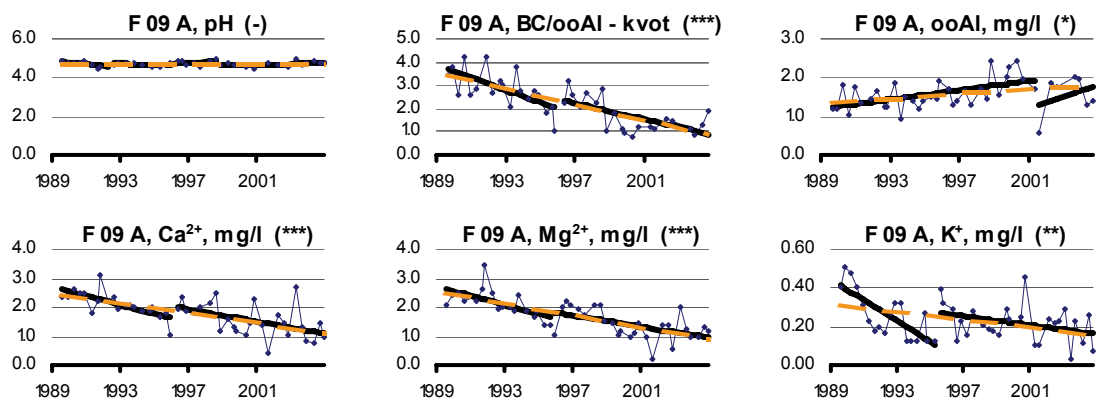 F 09 A, pH (-)
6.0
4.0
2.0
0.0
1989 1993 1997 2001
F 09 A, BC/ooAl - kvot (***)
5.0
4.0
3.0
2.0
1.0
0.0
1989 1993 1997 2001
F 09 A, ooAl, mg/l (*)
3.0
2.0
1.0
0.0
1989 1993 1997 2001
F 09 A, Ca²⁺, mg/l (***)
4.0
3.0
2.0
1.0
0.0
1989 1993 1997 2001
F 09 A, Mg²⁺, mg/l (***)
4.0
3.0
2.0
1.0
0.0
1989 1993 1997 2001
F 09 A, K⁺, mg/l (**)
0.60
0.40
0.20
0.00
1989 1993 1997 2001